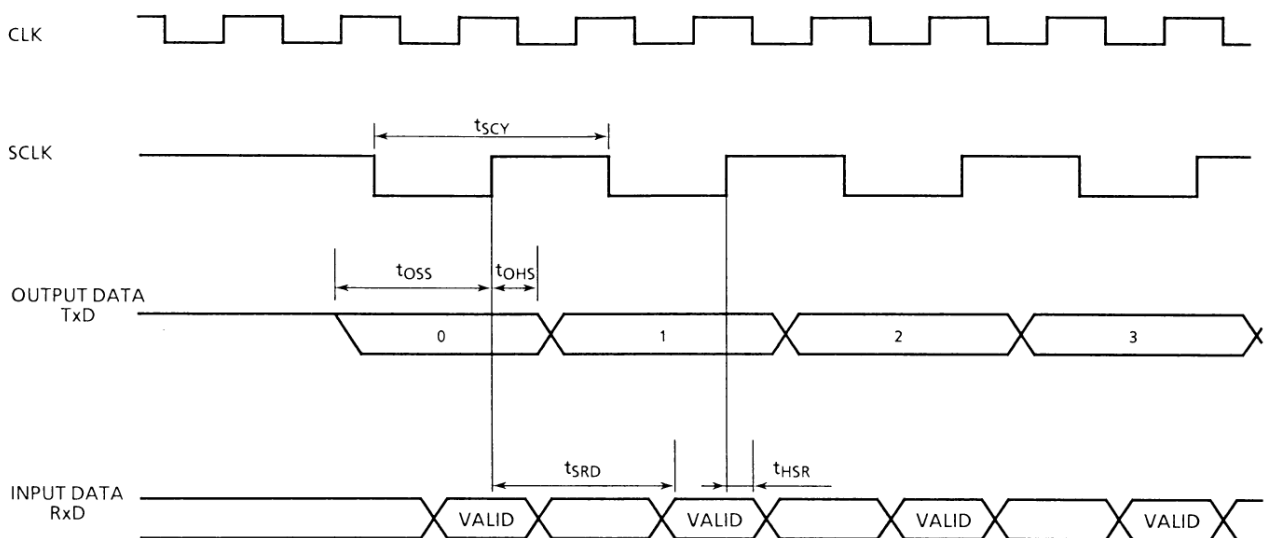 CLK
tSCY
SCLK
tOSS tOHS
OUTPUT DATA
TxD
0 1 2 3
tSRD tHSR
INPUT DATA
RxD
VALID VALID VALID VALID